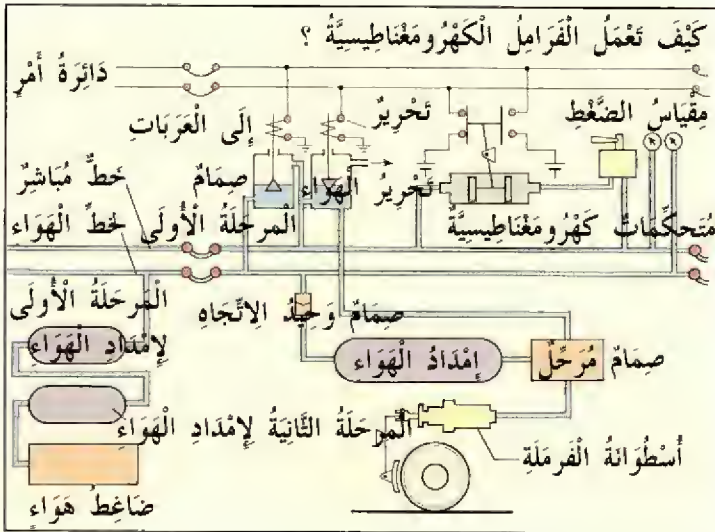 كَيْفَ تَعْمَلُ الْفَرَامِلُ الْكَهْرُومَغْنَاطِيسِيَّةُ ؟
دَائِرَةُ أَمْرٍ
إِلَى الْعَرَبَاتِ
تَحْرِيرٌ
مِقْيَاسُ الضَّغْطِ
خَطٌّ مُبَاشِرٌ
صِمَامٌ
تَحْرِيرُ الْهَوَاءِ
الْمَرحَلَةُ الْأُولَى لِخَطِّ الْهَوَاءِ
مُتَحَكِّمَاتٌ كَهْرُومَغْنَاطِيسِيَّةٌ
الْمَرْحَلَةُ الْأُولَى
لِإِمْدَادِ الْهَوَاءِ
صِمَامٌ وَحِيدُ الِاتِّجَاهِ
إِمْدَادُ الْهَوَاءِ
صِمَامٌ مُرَحِّلٌ
الْمَرْحَلَةُ الثَّانِيَةُ لِإِمْدَادِ الْهَوَاءِ
أُسْطُوَانَةُ الْفَرمَلَةِ
ضَاغِطُ هَوَاءٍ